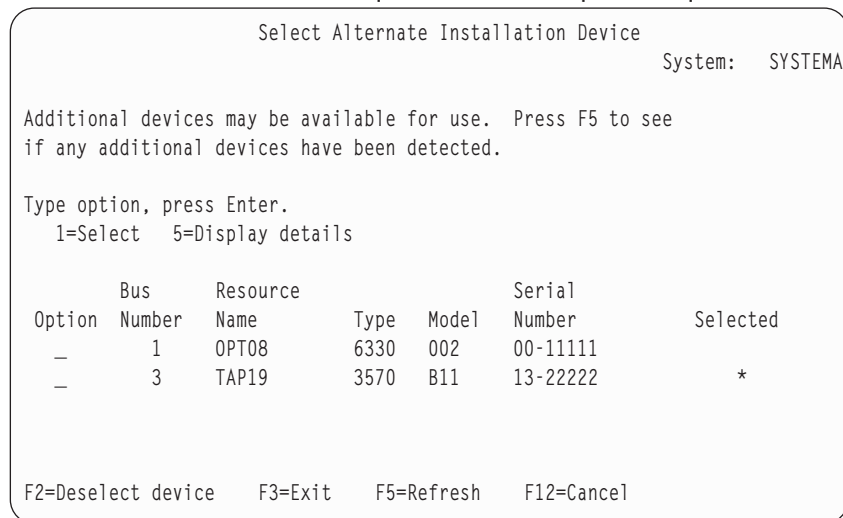 Select Alternate Installation Device
System: SYSTEMA
Additional devices may be available for use. Press F5 to see
if any additional devices have been detected.
Type option, press Enter.
1=Select 5=Display details
Bus Resource Serial
Option Number Name Type Model Number Selected
_ 1 OPT08 6330 002 00-11111
_ 3 TAP19 3570 B11 13-22222 *
F2=Deselect device F3=Exit F5=Refresh F12=Cancel